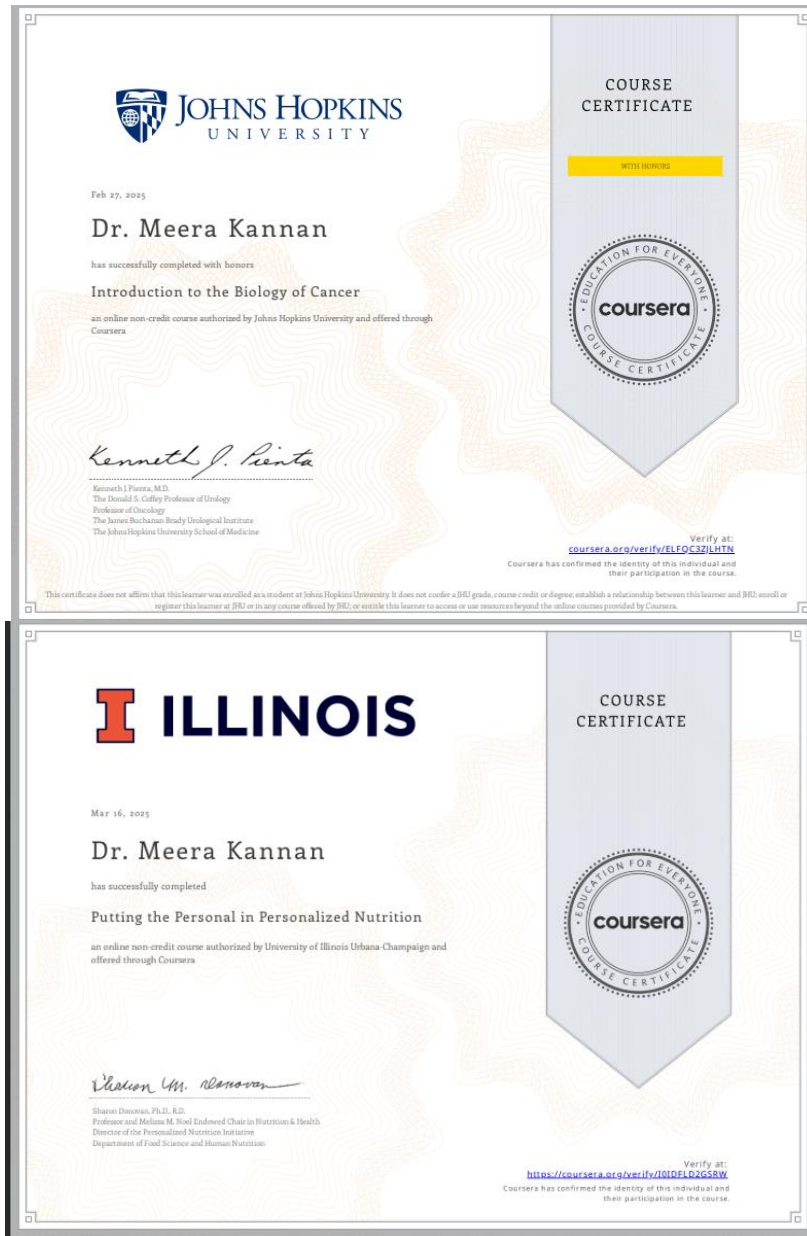 JOHNS HOPKINS
UNIVERSITY
COURSE
CERTIFICATE
WITH HONORS
Feb 27, 2025
Dr. Meera Kannan
has successfully completed with honors
Introduction to the Biology of Cancer
an online non-credit course authorized by Johns Hopkins University and offered through
Coursera
EDUCATION FOR EVERYONE
coursera
COURSE CERTIFICATE
Kenneth J. Pienta
Kenneth J Pienta, M.D.
The Donald S. Coffey Professor of Urology
Professor of Oncology
The James Buchanan Brady Urological Institute
The Johns Hopkins University School of Medicine
Verify at:
coursera.org/verify/ELFQC3ZJLHTN
Coursera has confirmed the identity of this individual and
their participation in the course.
This certificate does not affirm that this learner was enrolled as a student at Johns Hopkins University. It does not confer a JHU grade, course credit or degree; establish a relationship between this learner and JHU; enroll or
register this learner at JHU or in any course offered by JHU; or entitle this learner to access or use resources beyond the online courses provided by Coursera.
I ILLINOIS
COURSE
CERTIFICATE
Mar 16, 2025
Dr. Meera Kannan
has successfully completed
Putting the Personal in Personalized Nutrition
an online non-credit course authorized by University of Illinois Urbana-Champaign and
offered through Coursera
EDUCATION FOR EVERYONE
coursera
COURSE CERTIFICATE
Sharon M. Donovan
Sharon Donovan, Ph.D., R.D.
Professor and Melissa M. Noel Endowed Chair in Nutrition & Health
Director of the Personalized Nutrition Initiative
Department of Food Science and Human Nutrition
Verify at:
https://coursera.org/verify/I0IDFLD2GSRW
Coursera has confirmed the identity of this individual and
their participation in the course.